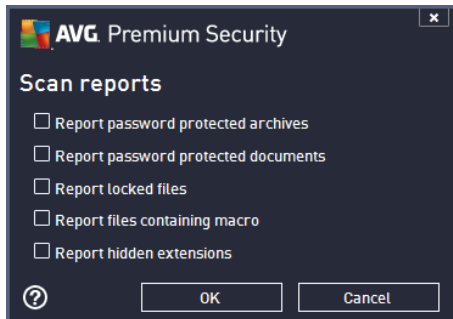 AVG. Premium Security
Scan reports
Report password protected archives
Report password protected documents
Report locked files
Report files containing macro
Report hidden extensions
OK
Cancel